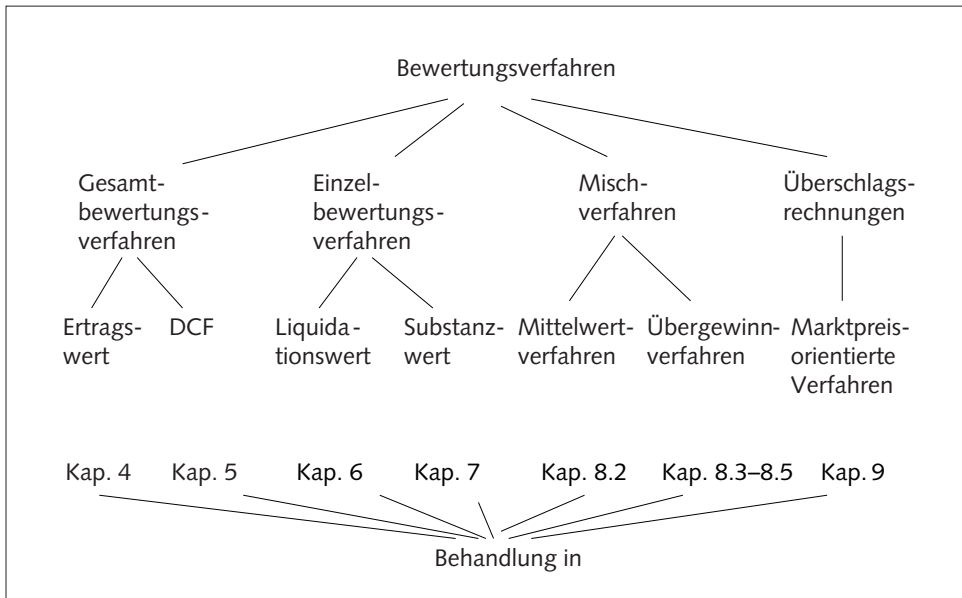 Bewertungsverfahren
Gesamt-
bewertungs-
verfahren
Einzel-
bewertungs-
verfahren
Misch-
verfahren
Überschlags-
rechnungen
Ertrags-
wert
DCF
Liquida-
tionswert
Substanz-
wert
Mittelwert-
verfahren
Übergewinn-
verfahren
Marktpreis-
orientierte
Verfahren
Kap. 4
Kap. 5
Kap. 6
Kap. 7
Kap. 8.2
Kap. 8.3–8.5
Kap. 9
Behandlung in